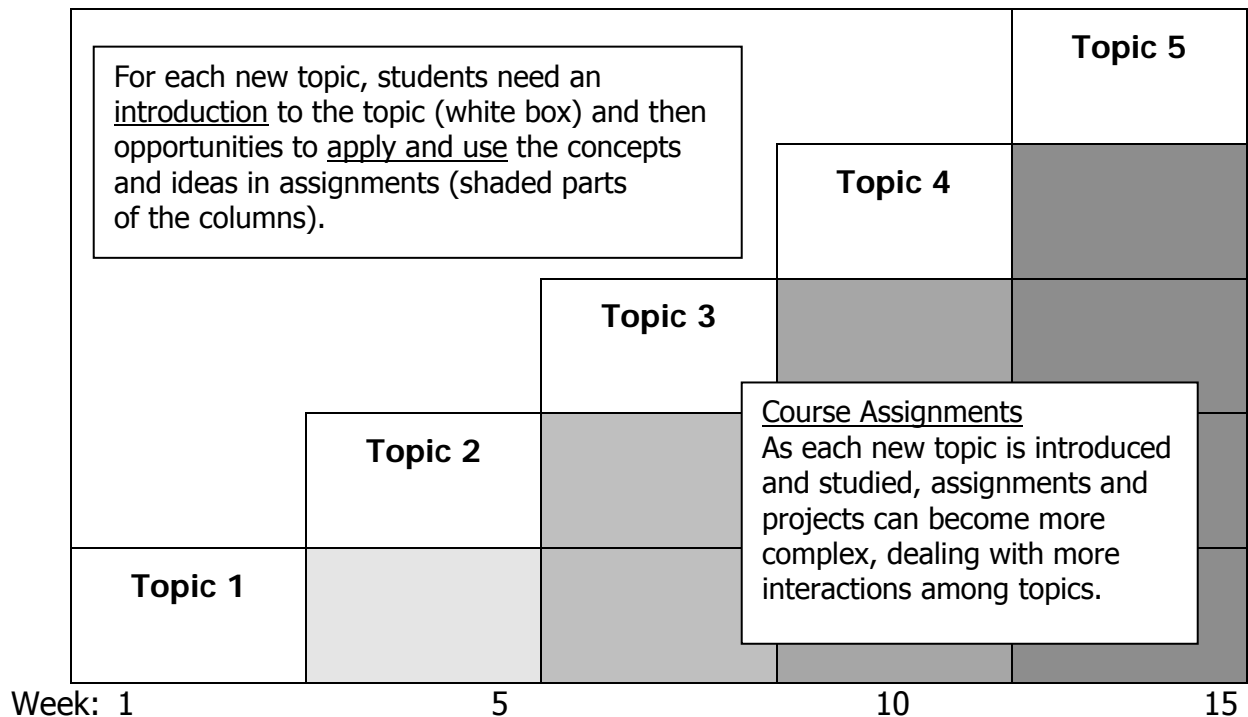 Topic 5
For each new topic, students need an
introduction to the topic (white box) and then
opportunities to apply and use the concepts
and ideas in assignments (shaded parts
of the columns).
Topic 4
Topic 3
Course Assignments
As each new topic is introduced
and studied, assignments and
projects can become more
complex, dealing with more
interactions among topics.
Topic 2
Topic 1
Week: 1 5 10 15